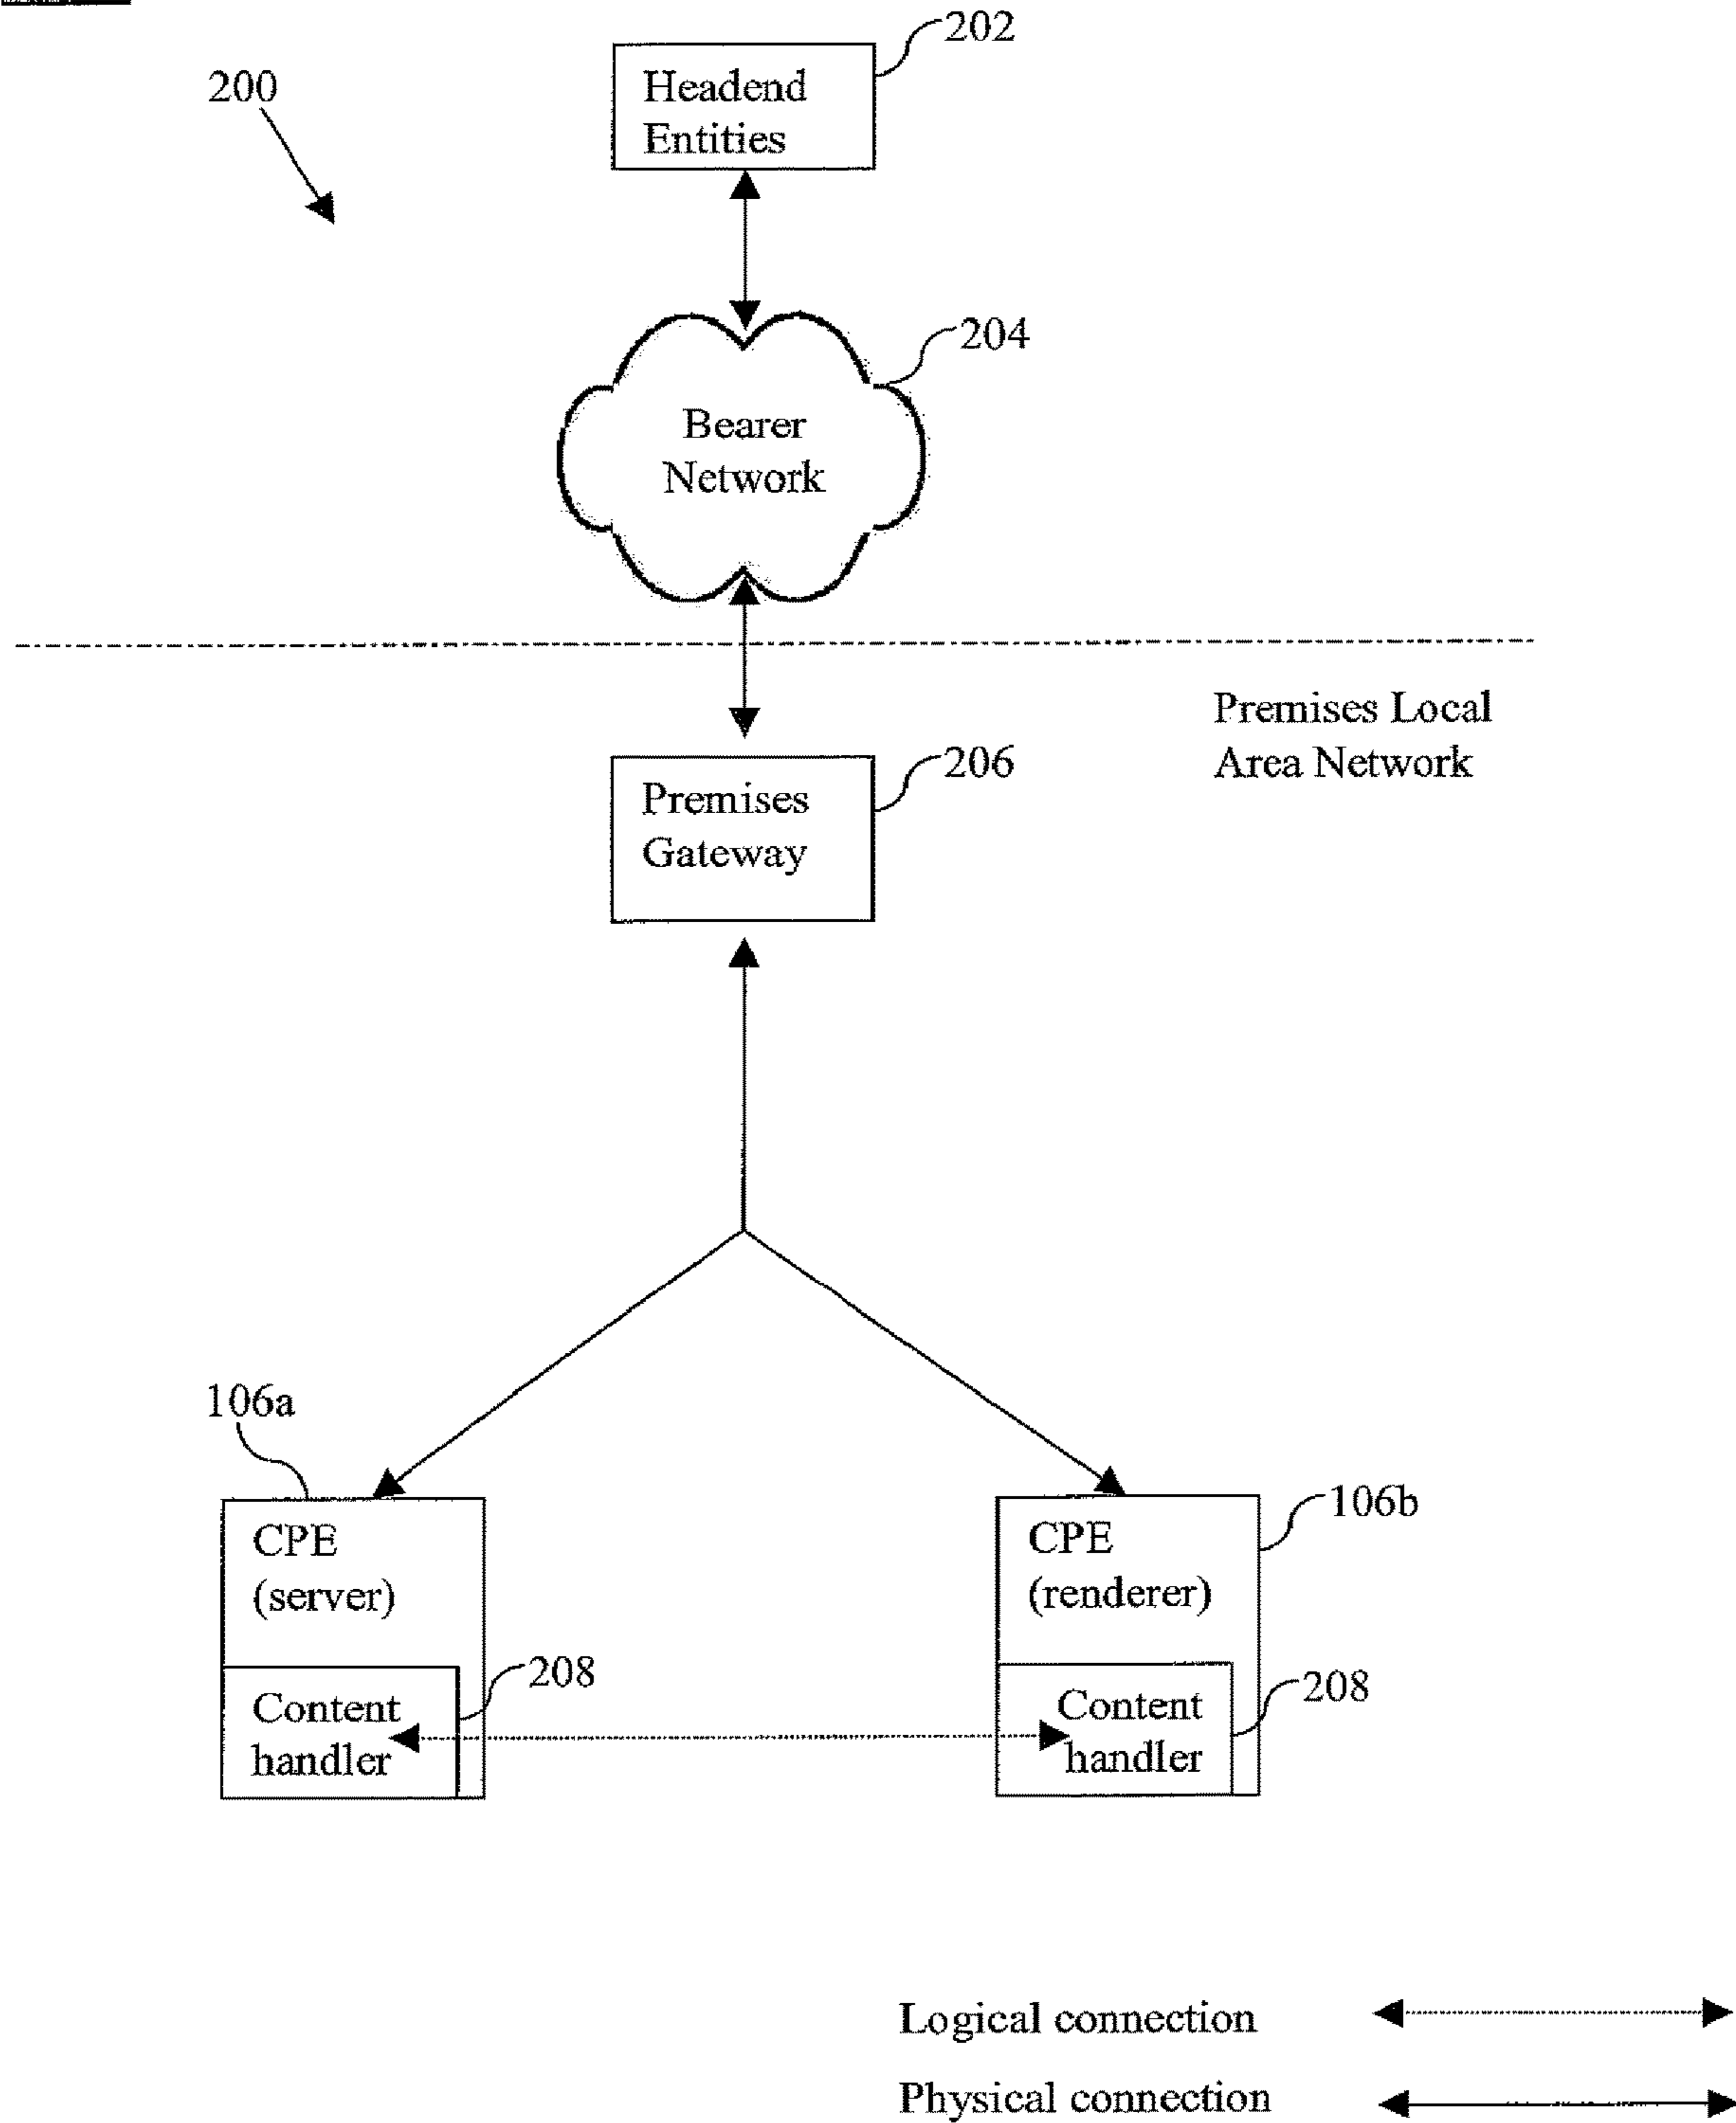 202
200
Headend
Entities
204
Bearer
Network
Premises Local
Area Network
206
Premises
Gateway
106a
106b
CPE
(server)
CPE
(renderer)
208
208
Content
handler
Content
handler
Logical connection
Physical connection